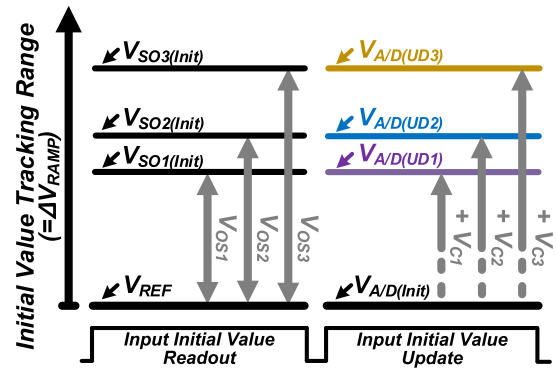 Initial Value Tracking Range
(=ΔVRAMP)
VSO3(Init)
VSO2(Init)
VSO1(Init)
VREF
VOS1
VOS2
VOS3
Input Initial Value
Readout
VA/D(UD3)
VA/D(UD2)
VA/D(UD1)
VA/D(Init)
+ VC1
+ VC2
+ VC3
Input Initial Value
Update